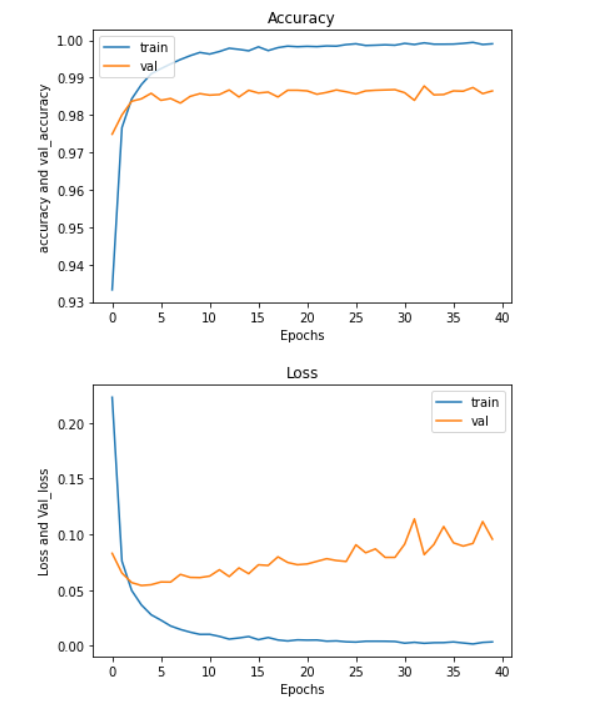 Accuracy
1.00
0.99
0.98
0.97
0.96
0.95
0.94
0.93
accuracy and val_accuracy
train
val
0 5 10 15 20 25 30 35 40
Epochs
Loss
0.20
0.15
0.10
0.05
0.00
Loss and Val_loss
train
val
0 5 10 15 20 25 30 35 40
Epochs